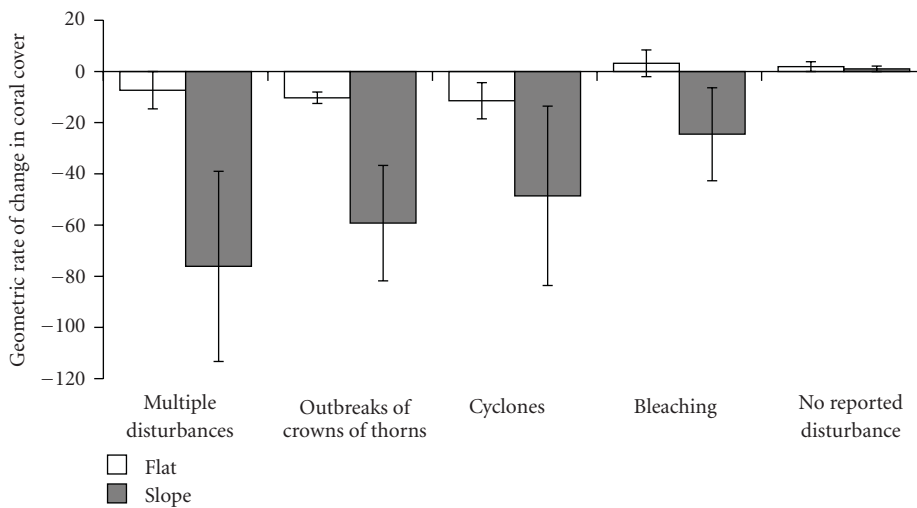 Geometric rate of change in coral cover
20
0
−20
−40
−60
−80
−100
−120
Multiple
disturbances
Outbreaks of
crowns of thorns
Cyclones
Bleaching
No reported
disturbance
Flat
Slope